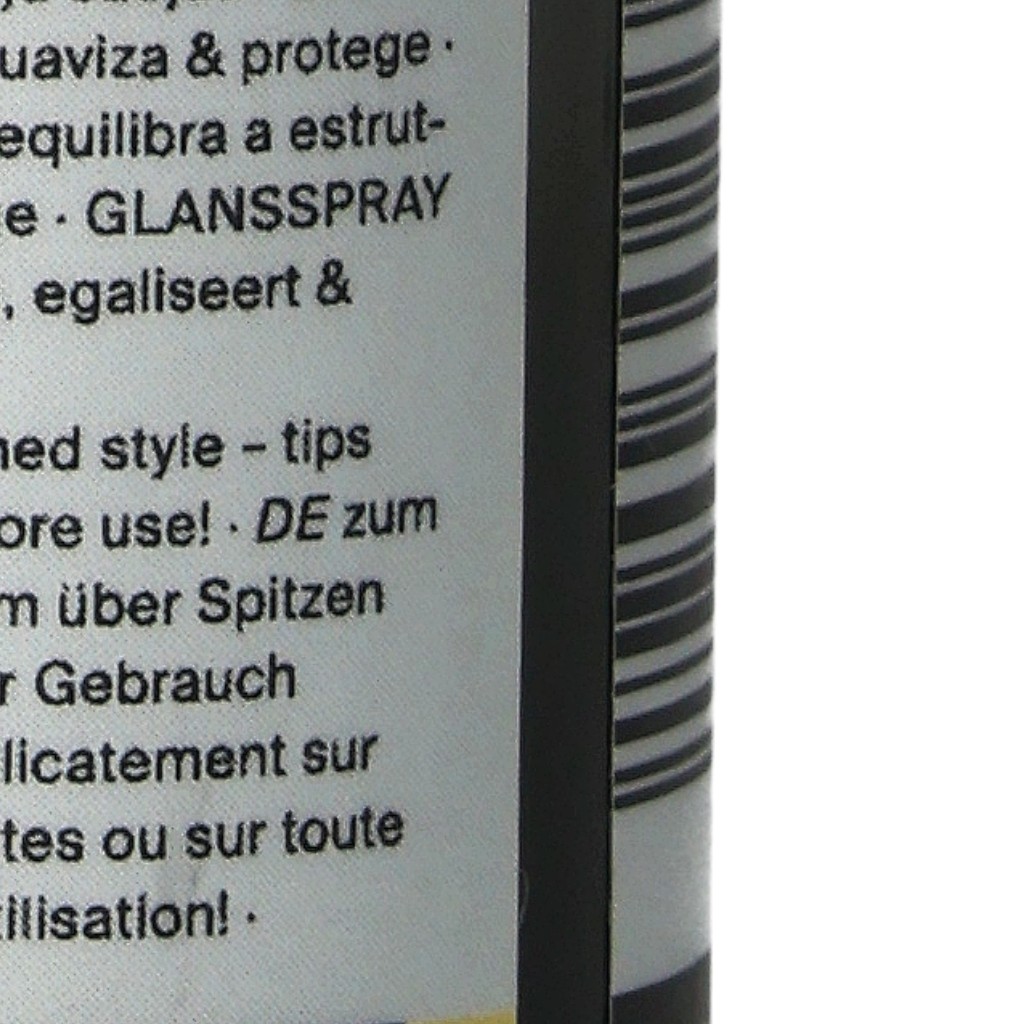 uaviza & protege ·
equilibra a estrut-
e · GLANSSPRAY
, egaliseert &
ned style – tips
ore use! · DE zum
m über Spitzen
r Gebrauch
licatement sur
tes ou sur toute
ilisation! ·